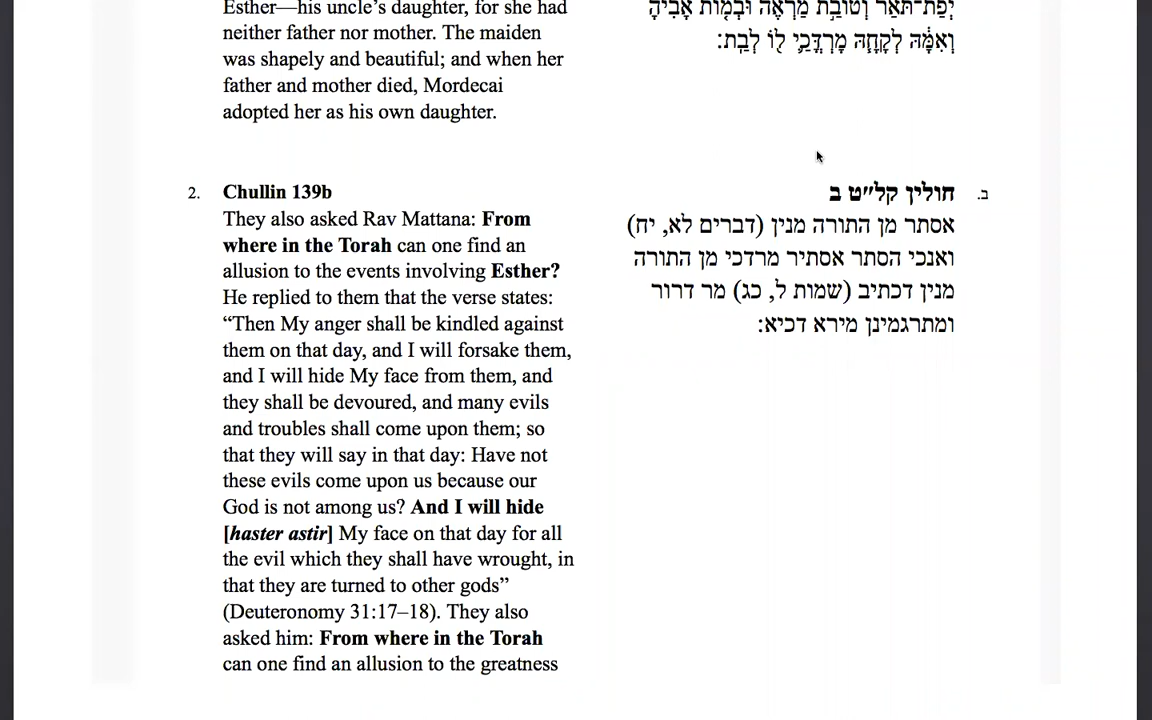 Esther—his uncle’s daughter, for she had
neither father nor mother. The maiden
was shapely and beautiful; and when her
father and mother died, Mordecai
adopted her as his own daughter.
יְפַת־תֹּאַר וְטוֹבַת מַרְאֶה וּבְמוֹת אָבִיהָ
וְאִמָּהּ לְקָחָהּ מׇרְדֳּכַי לוֹ לְבַת׃
2. Chullin 139b
They also asked Rav Mattana: From
where in the Torah can one find an
allusion to the events involving Esther?
He replied to them that the verse states:
“Then My anger shall be kindled against
them on that day, and I will forsake them,
and I will hide My face from them, and
they shall be devoured, and many evils
and troubles shall come upon them; so
that they will say in that day: Have not
these evils come upon us because our
God is not among us? And I will hide
[haster astir] My face on that day for all
the evil which they shall have wrought, in
that they are turned to other gods”
(Deuteronomy 31:17–18). They also
asked him: From where in the Torah
can one find an allusion to the greatness
ב. חולין קל״ט ב
אסתר מן התורה מנין (דברים לא, יח)
ואנכי הסתר אסתיר מרדכי מן התורה
מנין דכתיב (שמות ל, כג) מר דרור
ומתרגמינן מירא דכיא: